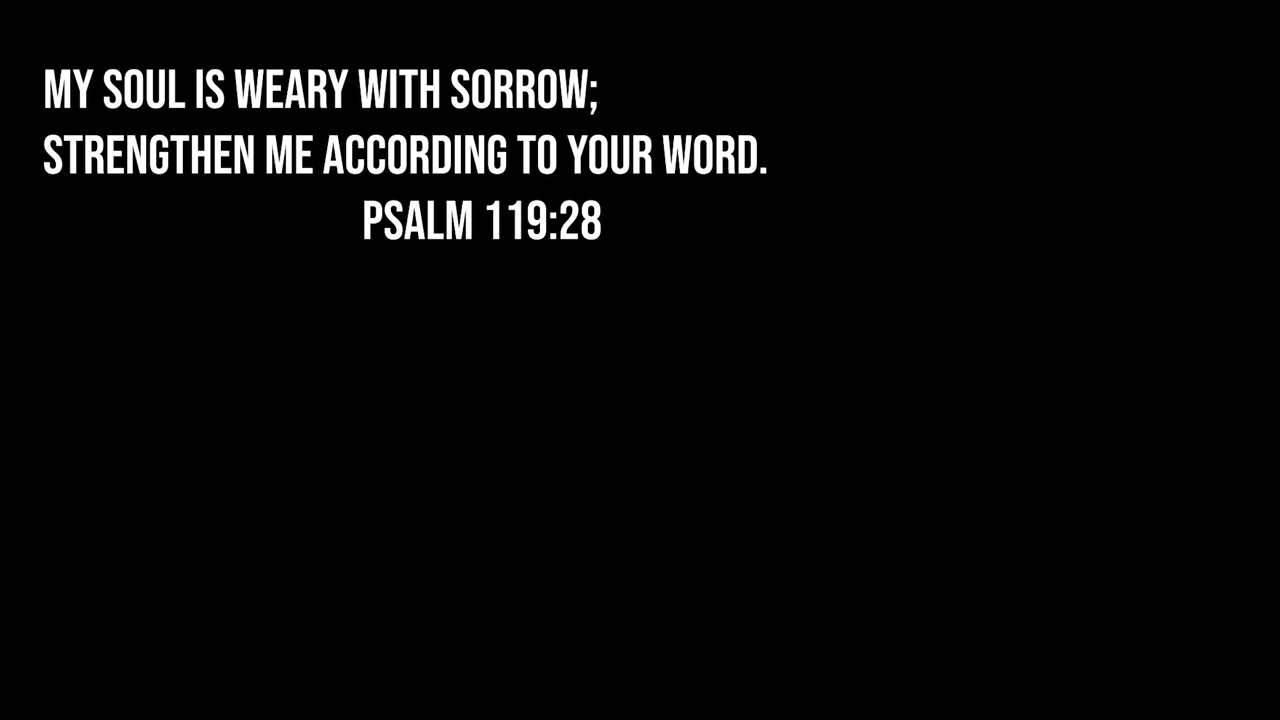 MY SOUL IS WEARY WITH SORROW;
STRENGTHEN ME ACCORDING TO YOUR WORD.
PSALM 119:28